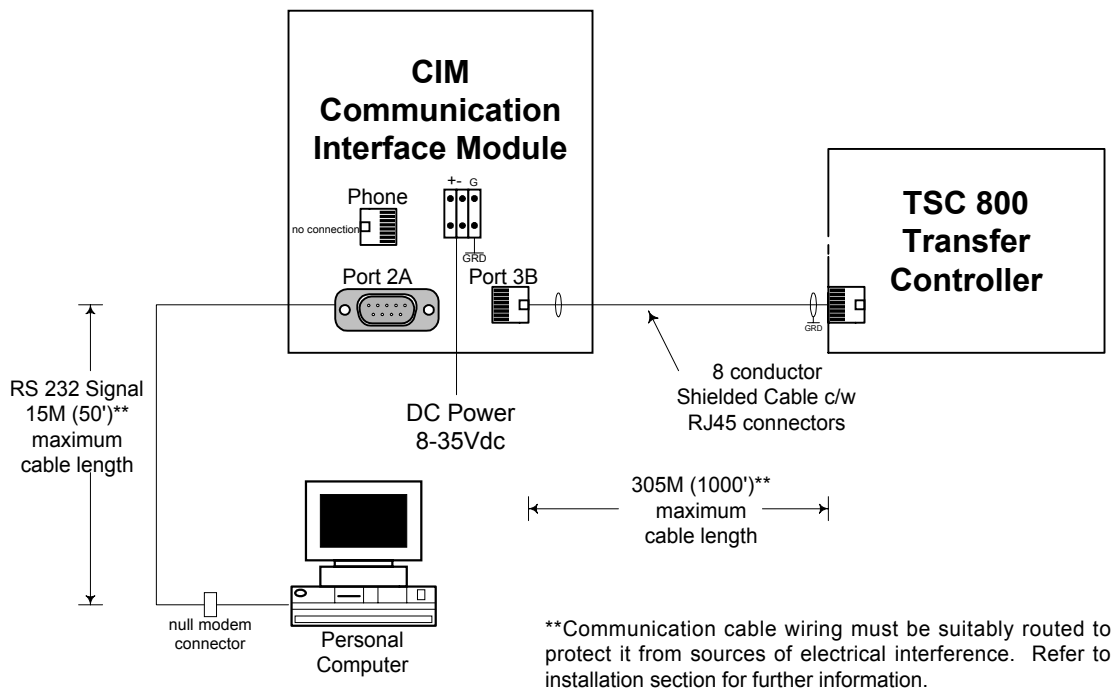 CIM
Communication
Interface Module
Phone
no connection
+- G
GRD
Port 2A
Port 3B
TSC 800
Transfer
Controller
GRD
8 conductor
Shielded Cable c/w
RJ45 connectors
RS 232 Signal
15M (50')**
maximum
cable length
DC Power
8-35Vdc
305M (1000')**
maximum
cable length
null modem
connector
Personal
Computer
**Communication cable wiring must be suitably routed to
protect it from sources of electrical interference. Refer to
installation section for further information.